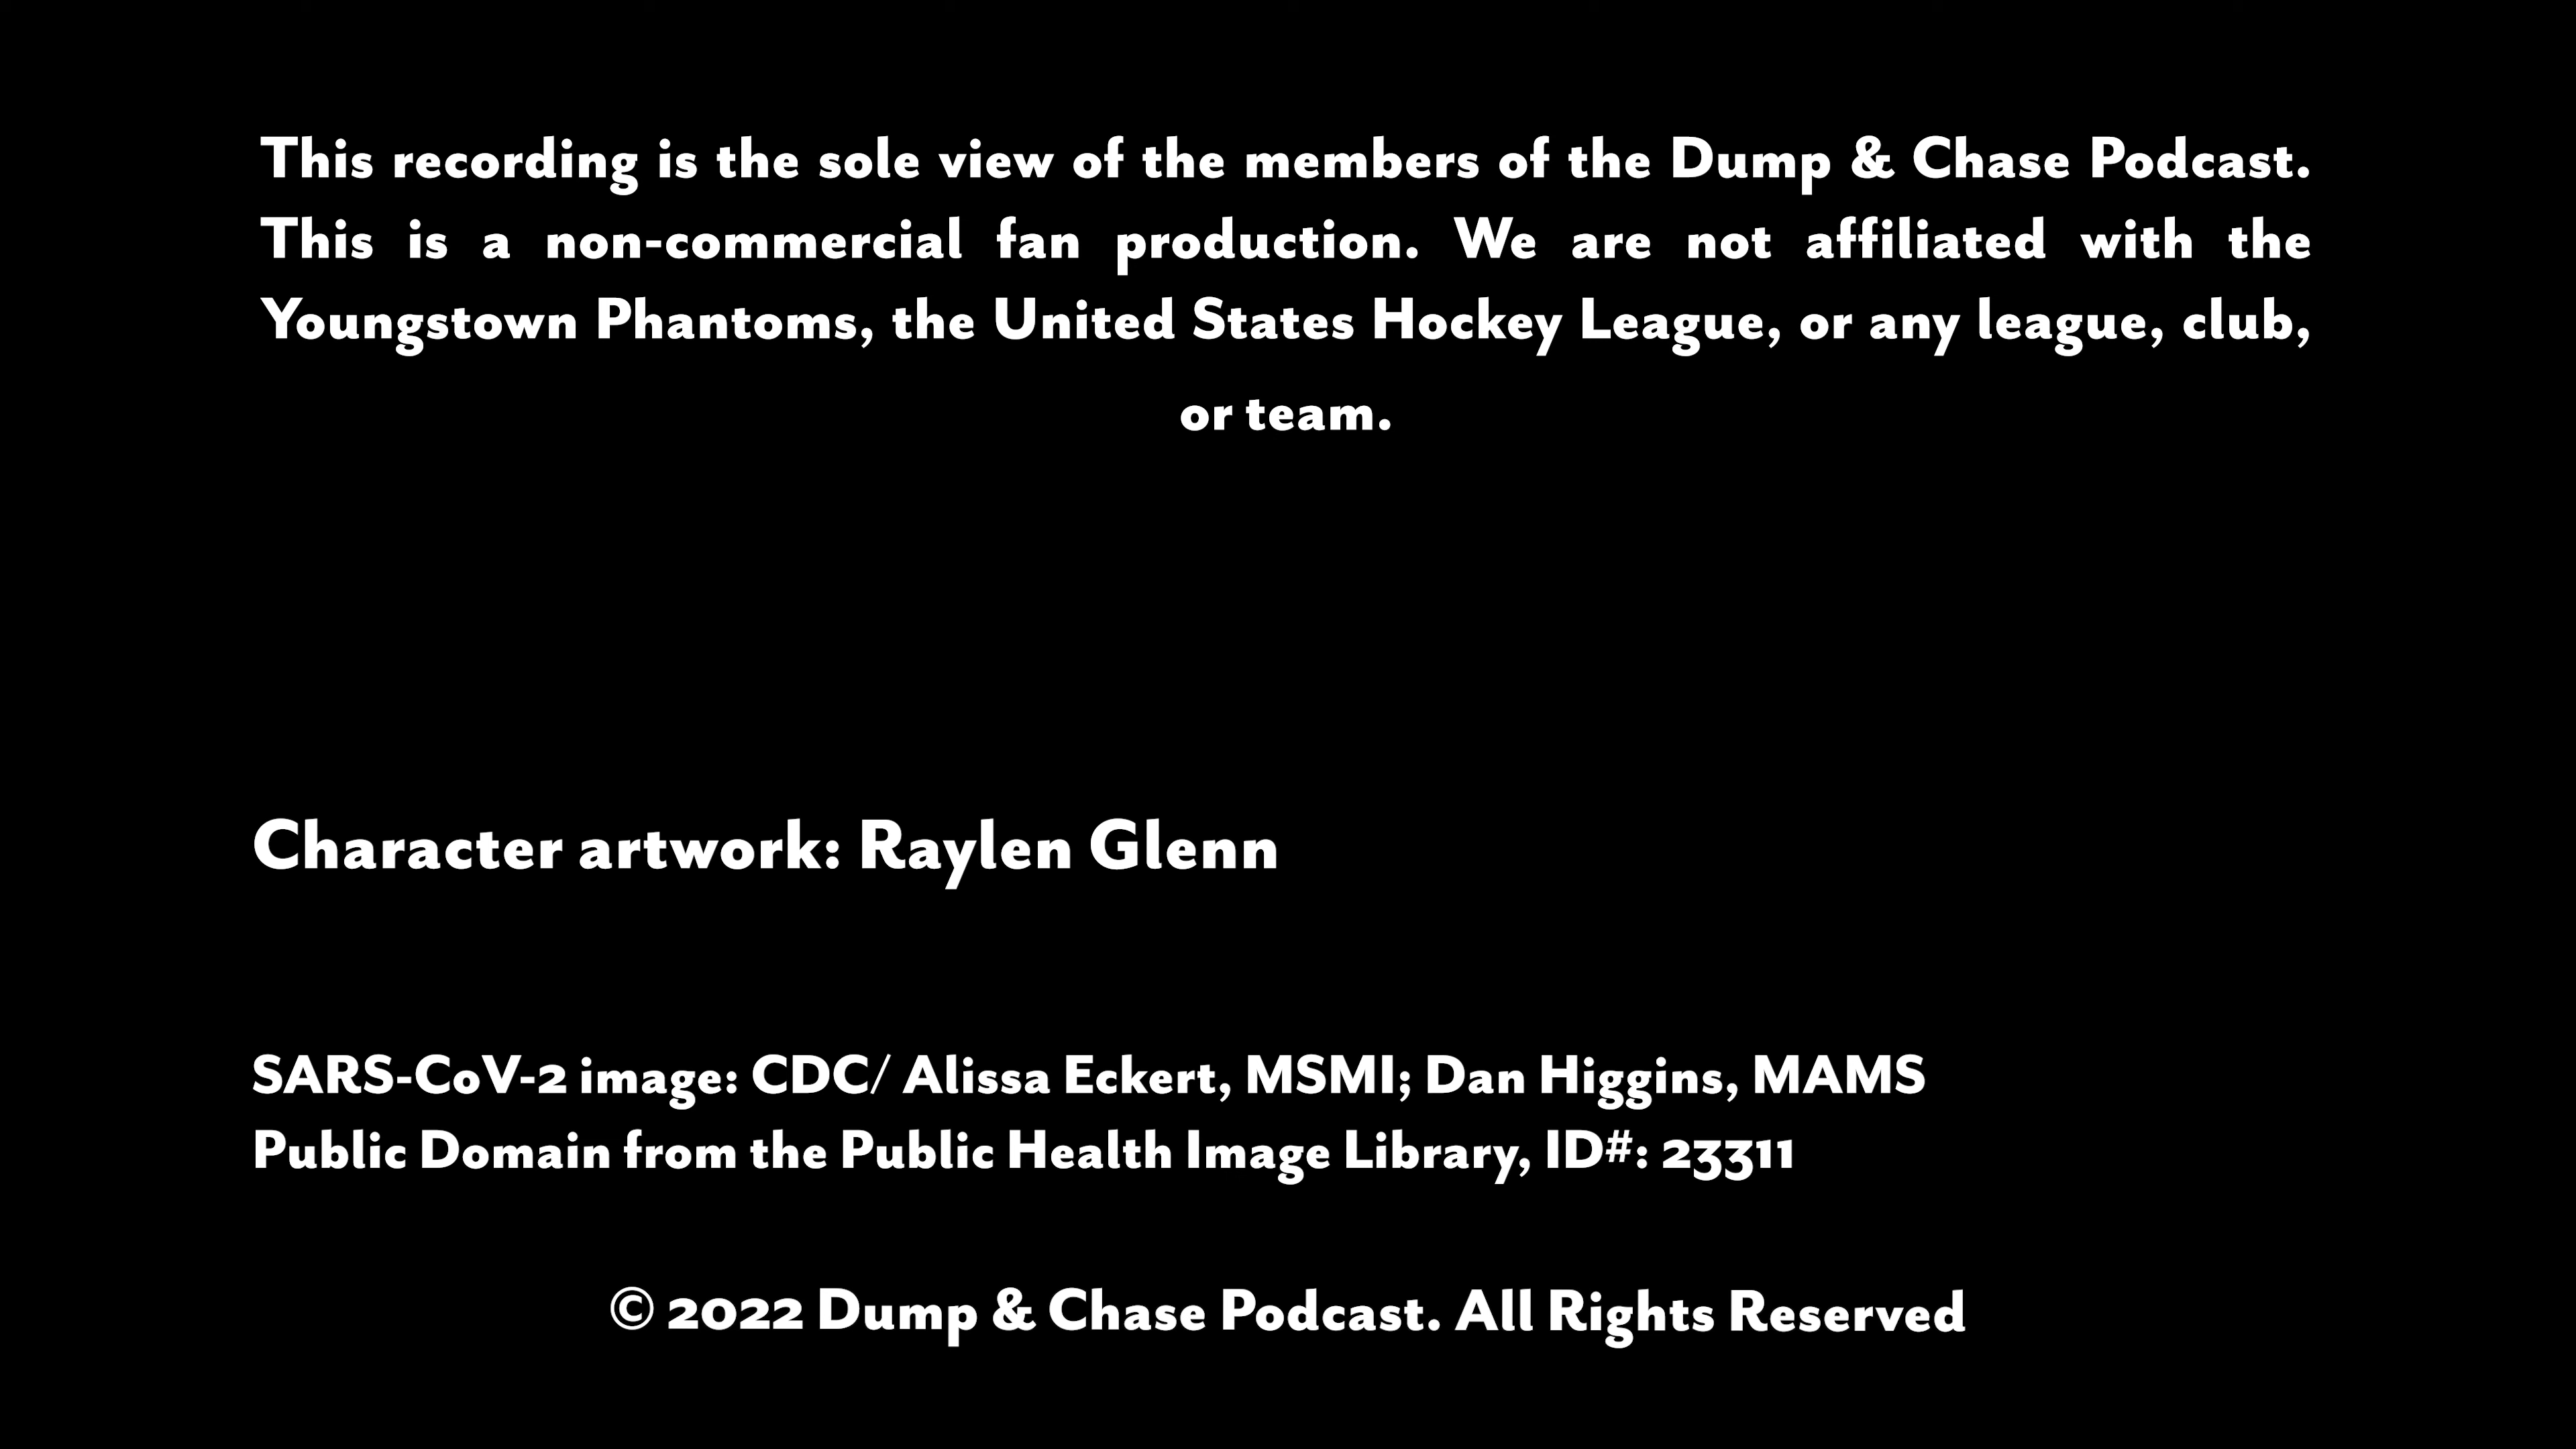 This recording is the sole view of the members of the Dump & Chase Podcast.
This is a non-commercial fan production. We are not affiliated with the
Youngstown Phantoms, the United States Hockey League, or any league, club,
or team.
Character artwork: Raylen Glenn
SARS-CoV-2 image: CDC/ Alissa Eckert, MSMI; Dan Higgins, MAMS
Public Domain from the Public Health Image Library, ID#: 23311
© 2022 Dump & Chase Podcast. All Rights Reserved